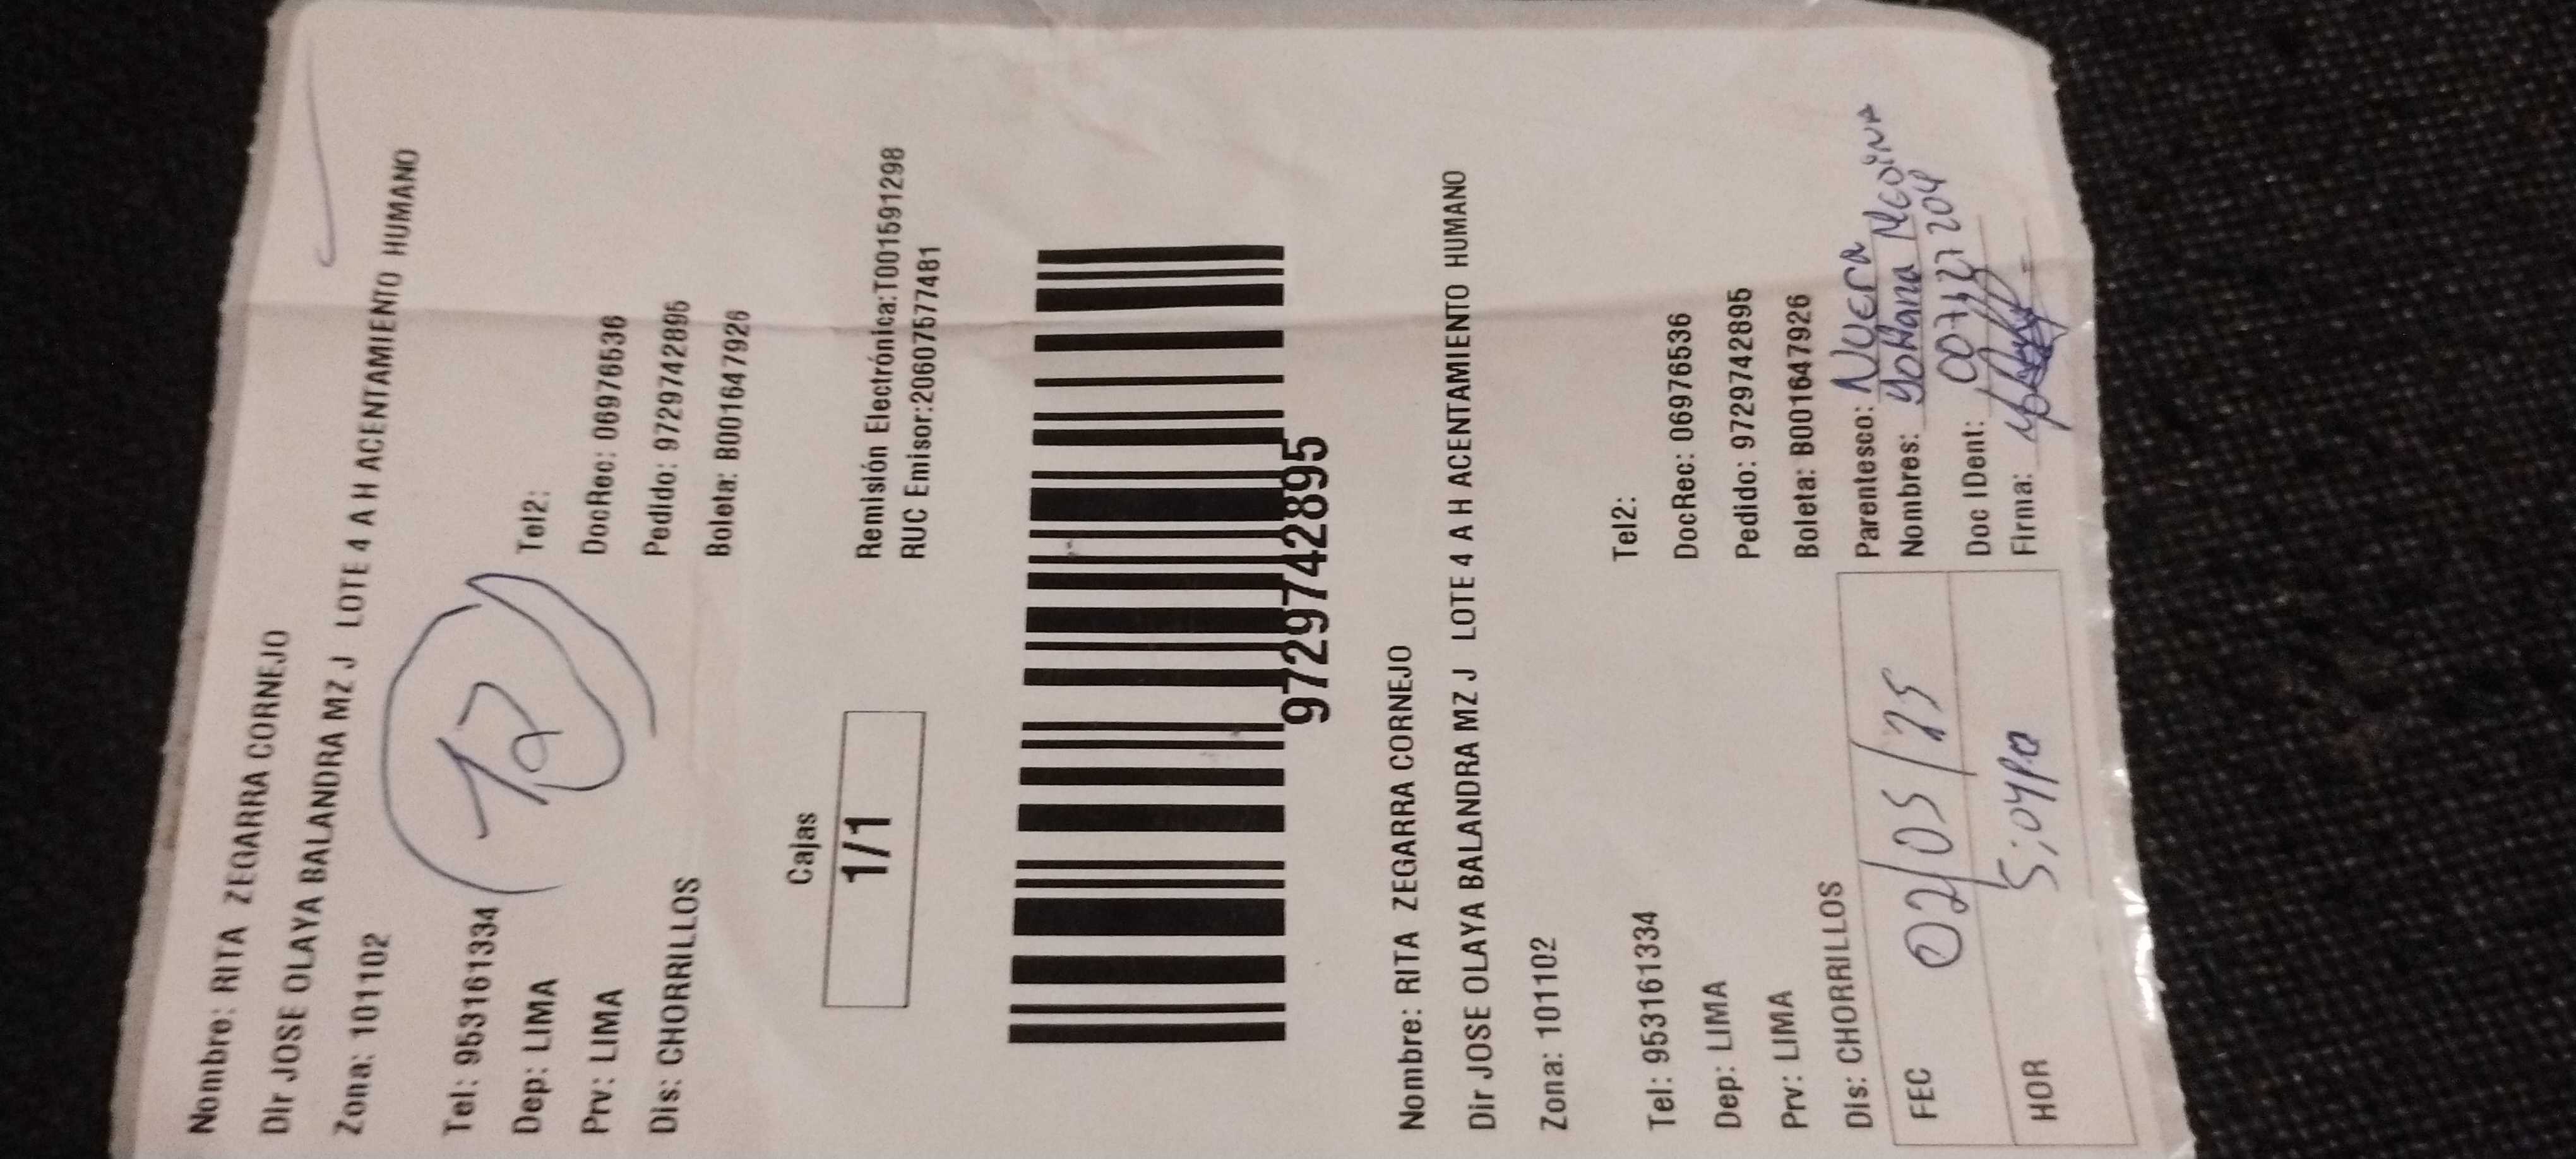 Nombre: RITA ZEGARRA CORNEJO
DIr JOSE OLAYA BALANDRA MZ J LOTE 4 A H ACENTAMIENTO HUMANO
Zona: 101102
Tel: 953161334
Tel2:
Dep: LIMA
DocRec: 06976536
Prv: LIMA
Pedido: 9729742895
Dis: CHORRILLOS
Boleta: B001647926
Cajas
1/1
Remisión Electrónica:T001591298
RUC Emisor:20607577481
9729742895
Nombre: RITA ZEGARRA CORNEJO
Dir JOSE OLAYA BALANDRA MZ J LOTE 4 A H ACENTAMIENTO HUMANO
Zona: 101102
Tel: 953161334
Tel2:
Dep: LIMA
DocRec: 06976536
Prv: LIMA
Pedido: 9729742895
Dis: CHORRILLOS
Boleta: B001647926
FEC 02/05/25
HOR
Parentesco: Nuera
Nombres: Yohana
Doc IDent:
Firma: